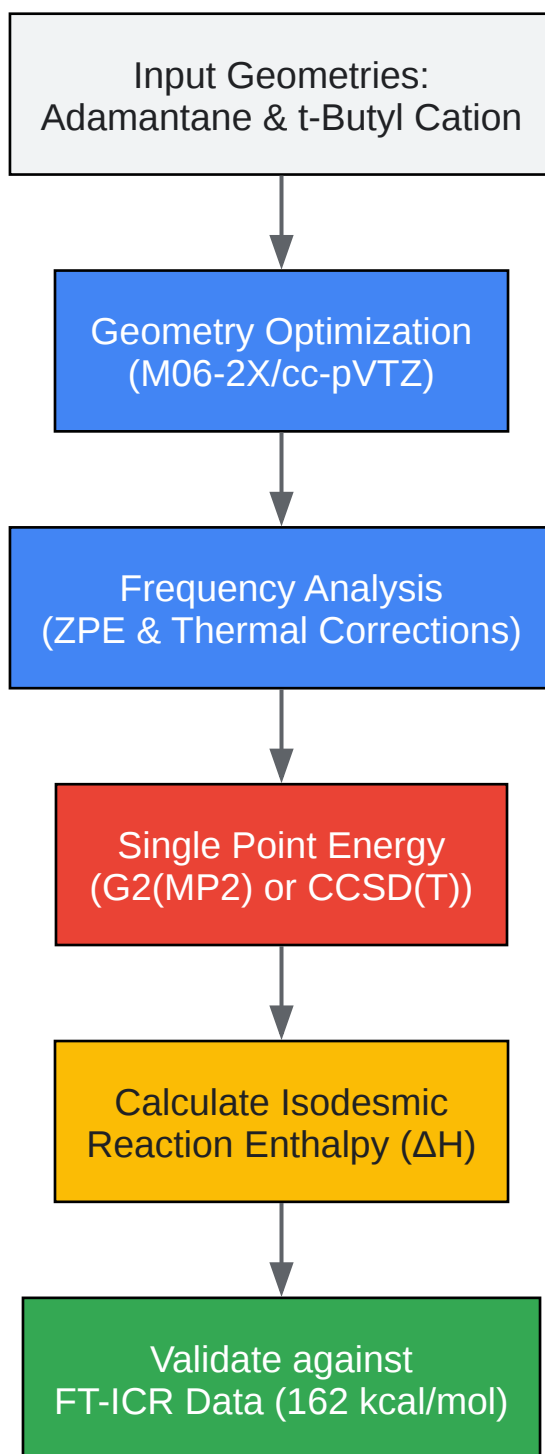 Input Geometries:
Adamantane & t-Butyl Cation
Geometry Optimization
(M06-2X/cc-pVTZ)
Frequency Analysis
(ZPE & Thermal Corrections)
Single Point Energy
(G2(MP2) or CCSD(T))
Calculate Isodesmic
Reaction Enthalpy (ΔH)
Validate against
FT-ICR Data (162 kcal/mol)